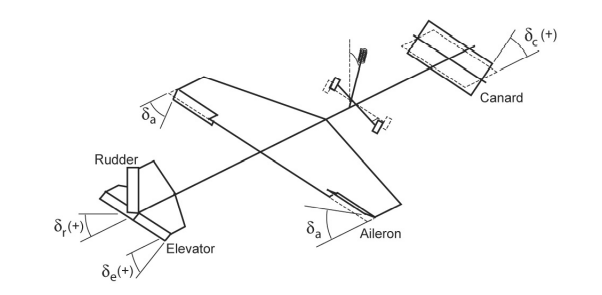 δc (+)
Canard
δa
Rudder
δr(+)
Elevator
δe(+)
δa
Aileron